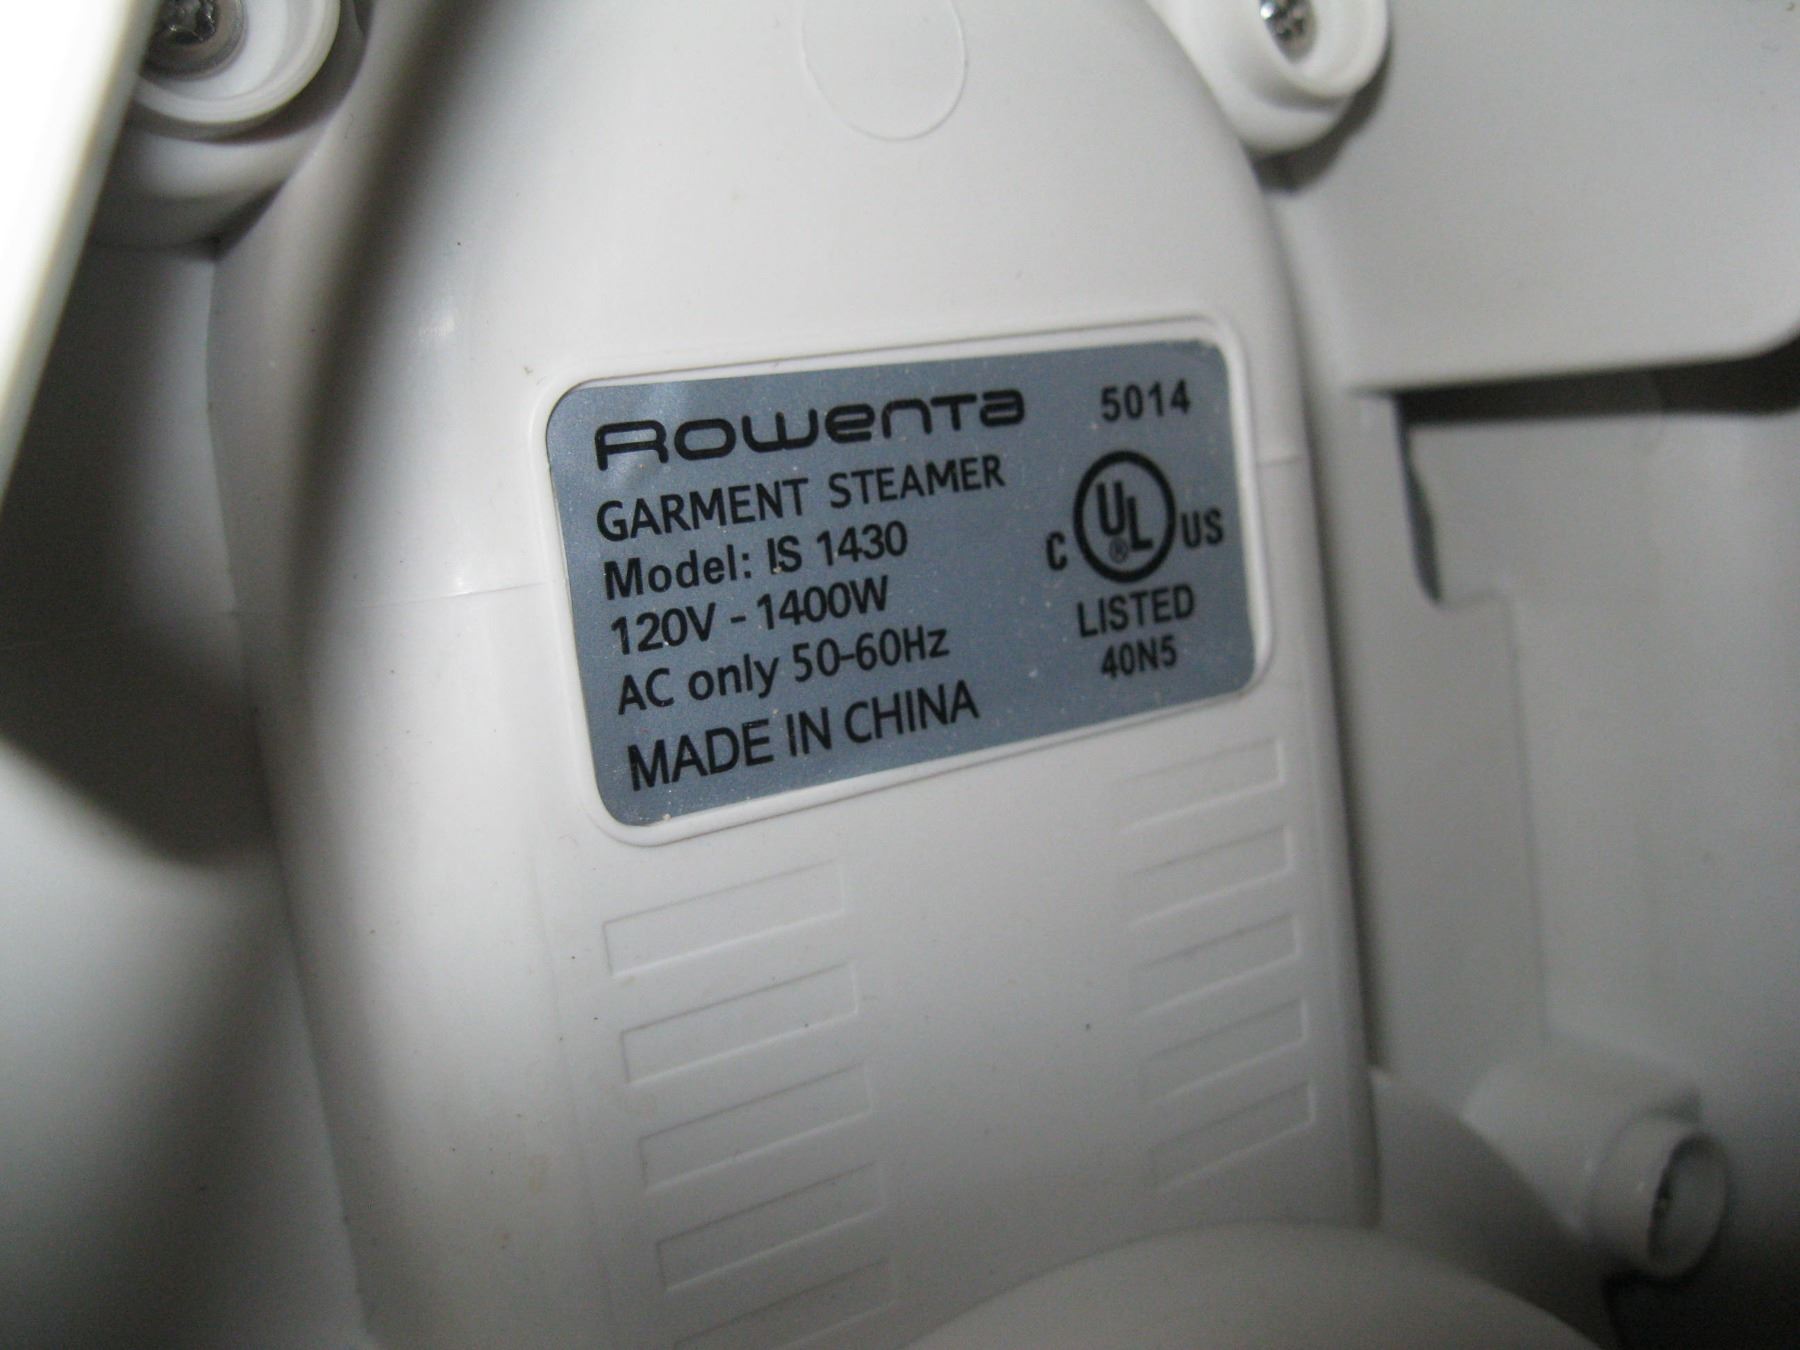 Rowenta 5014
GARMENT STEAMER
Model: IS 1430
120V - 1400W
AC only 50-60Hz
MADE IN CHINA
C UL® US
LISTED
40N5